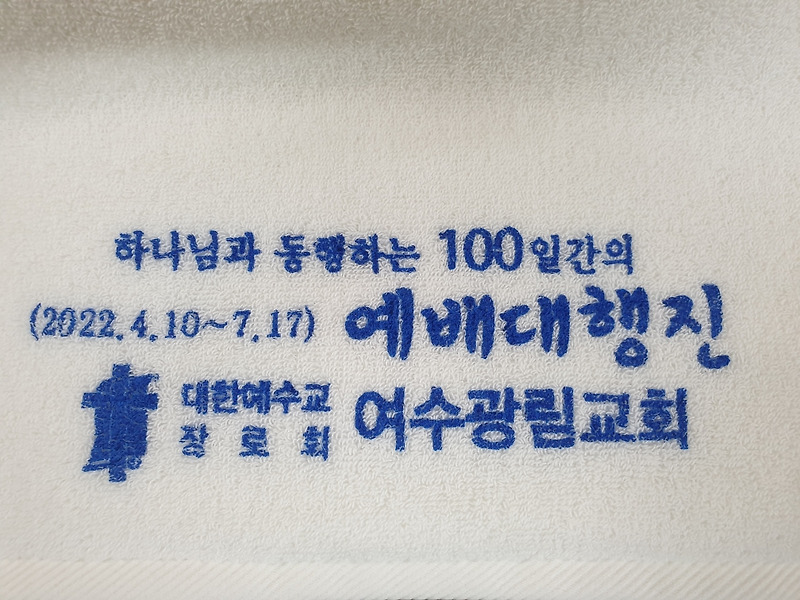 하나님과 동행하는 100일간의
(2022.4.10~7.17) 예배대행진
대한예수교
장로회 여수광림교회